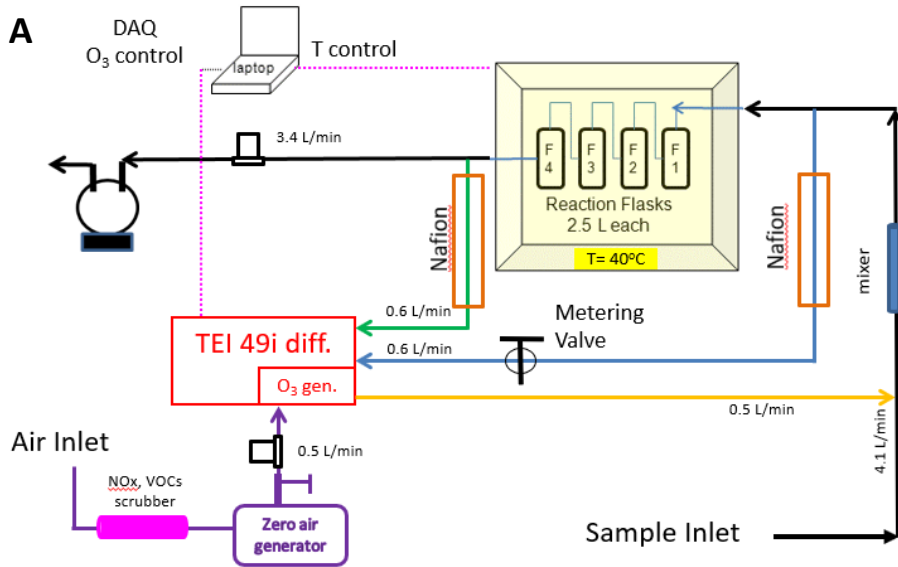 A
DAQ
O₃ control
laptop
T control
3.4 L/min
F
4
F
3
F
2
F
1
Reaction Flasks
2.5 L each
T= 40ºC
Nafion
Nafion
mixer
0.6 L/min
Metering
Valve
TEI 49i diff.
0.6 L/min
O₃ gen.
0.5 L/min
4.1 L/min
Air Inlet
0.5 L/min
NOx, VOCs
scrubber
Zero air
generator
Sample Inlet